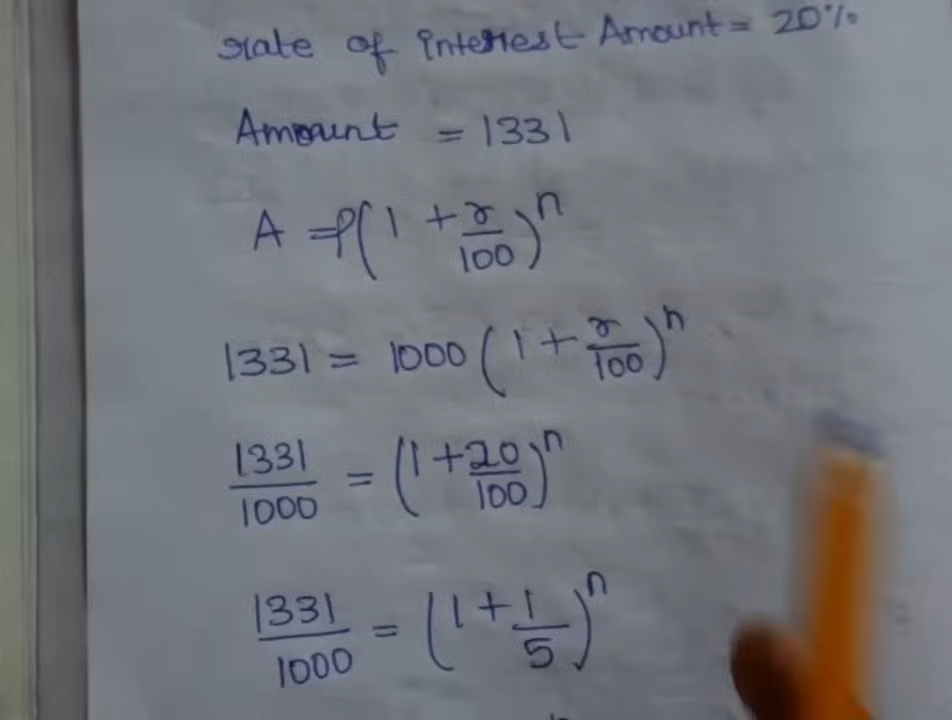 rate of interest Amount = 20%
Amount = 1331
A = P(1 + r/100)^n
1331 = 1000 (1 + r/100)^n
1331/1000 = (1 + 20/100)^n
1331/1000 = (1 + 1/5)^n